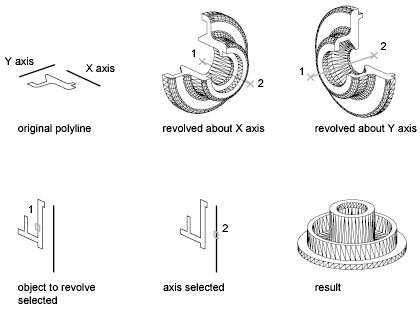 Y axis
X axis
1
2
1
2
original polyline
revolved about X axis
revolved about Y axis
1
2
object to revolve
selected
axis selected
result